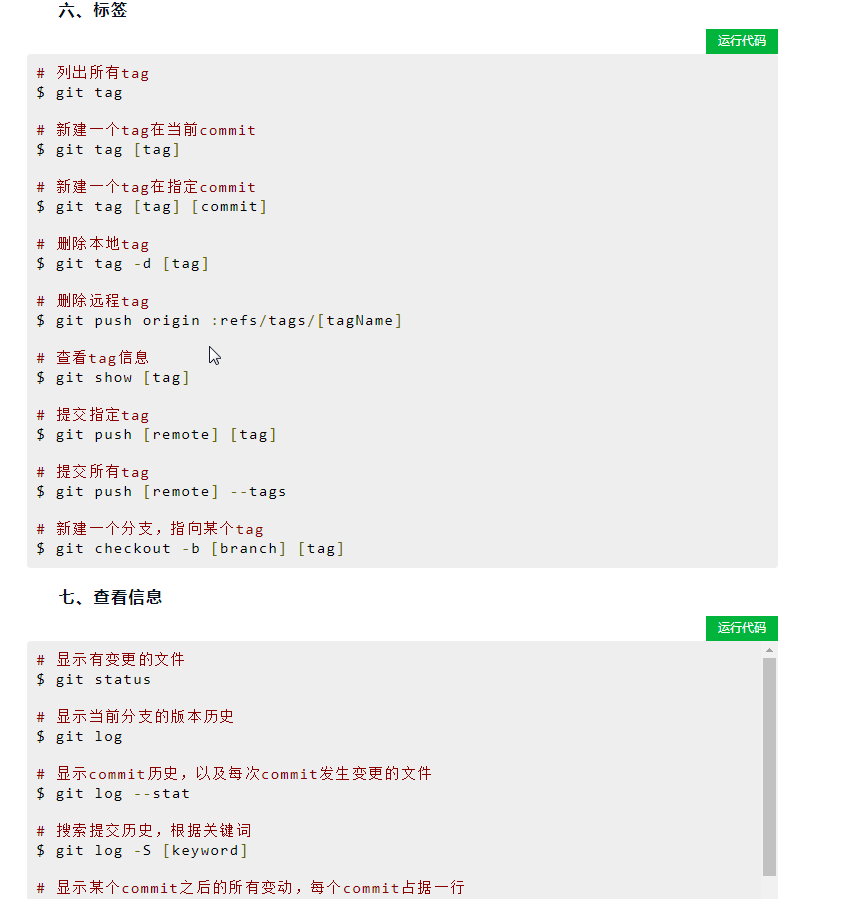 六、标签
运行代码
# 列出所有tag
$ git tag
# 新建一个tag在当前commit
$ git tag [tag]
# 新建一个tag在指定commit
$ git tag [tag] [commit]
# 删除本地tag
$ git tag -d [tag]
# 删除远程tag
$ git push origin :refs/tags/[tagName]
# 查看tag信息
$ git show [tag]
# 提交指定tag
$ git push [remote] [tag]
# 提交所有tag
$ git push [remote] --tags
# 新建一个分支，指向某个tag
$ git checkout -b [branch] [tag]
七、查看信息
运行代码
# 显示有变更的文件
$ git status
# 显示当前分支的版本历史
$ git log
# 显示commit历史，以及每次commit发生变更的文件
$ git log --stat
# 搜索提交历史，根据关键词
$ git log -S [keyword]
# 显示某个commit之后的所有变动，每个commit占据一行